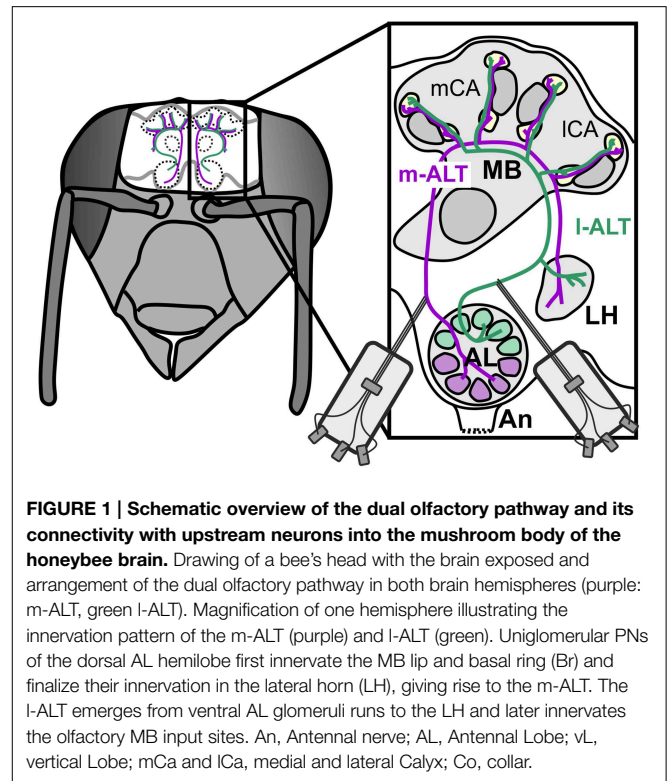 mCA
lCA
m-ALT
MB
l-ALT
LH
AL
An
FIGURE 1 | Schematic overview of the dual olfactory pathway and its
connectivity with upstream neurons into the mushroom body of the
honeybee brain. Drawing of a bee's head with the brain exposed and
arrangement of the dual olfactory pathway in both brain hemispheres (purple:
m-ALT, green l-ALT). Magnification of one hemisphere illustrating the
innervation pattern of the m-ALT (purple) and l-ALT (green). Uniglomerular PNs
of the dorsal AL hemilobe first innervate the MB lip and basal ring (Br) and
finalize their innervation in the lateral horn (LH), giving rise to the m-ALT. The
l-ALT emerges from ventral AL glomeruli runs to the LH and later innervates
the olfactory MB input sites. An, Antennal nerve; AL, Antennal Lobe; vL,
vertical Lobe; mCa and lCa, medial and lateral Calyx; Co, collar.